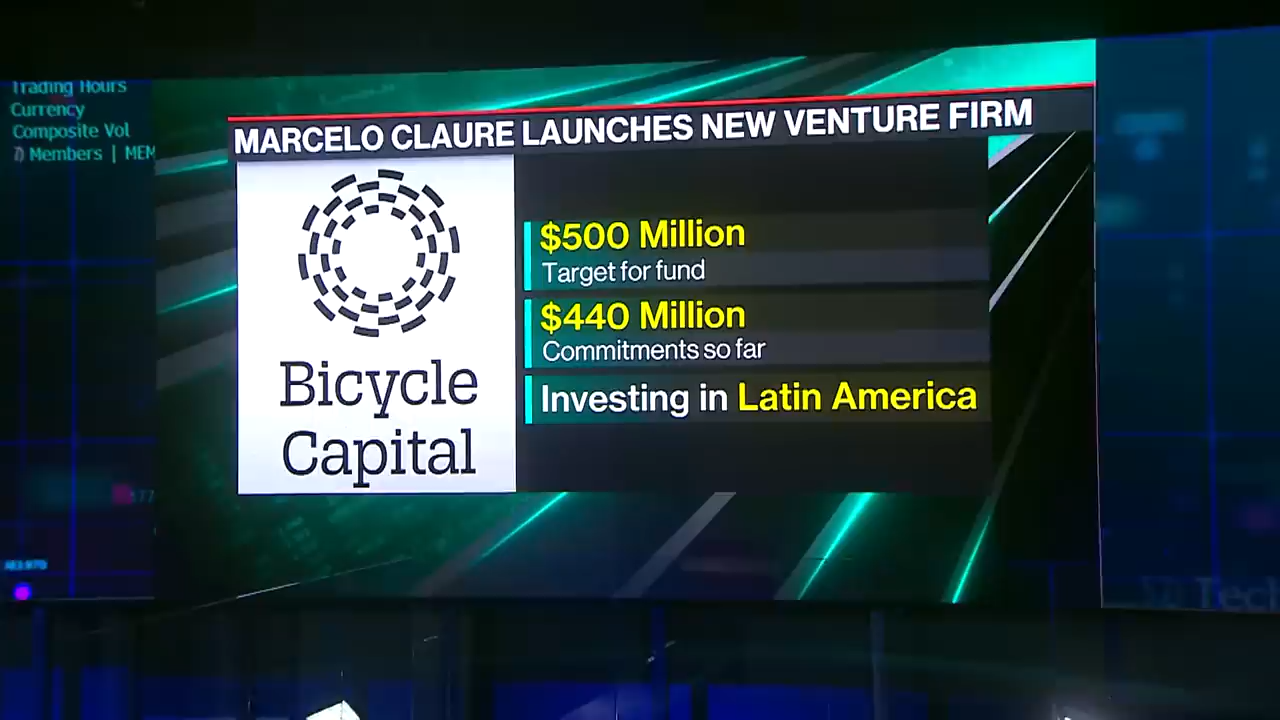 Trading Hours
Currency
Composite Vol
Members | MEM
MARCELO CLAURE LAUNCHES NEW VENTURE FIRM
Bicycle
Capital
$500 Million
Target for fund
$440 Million
Commitments so far
Investing in Latin America
Tech